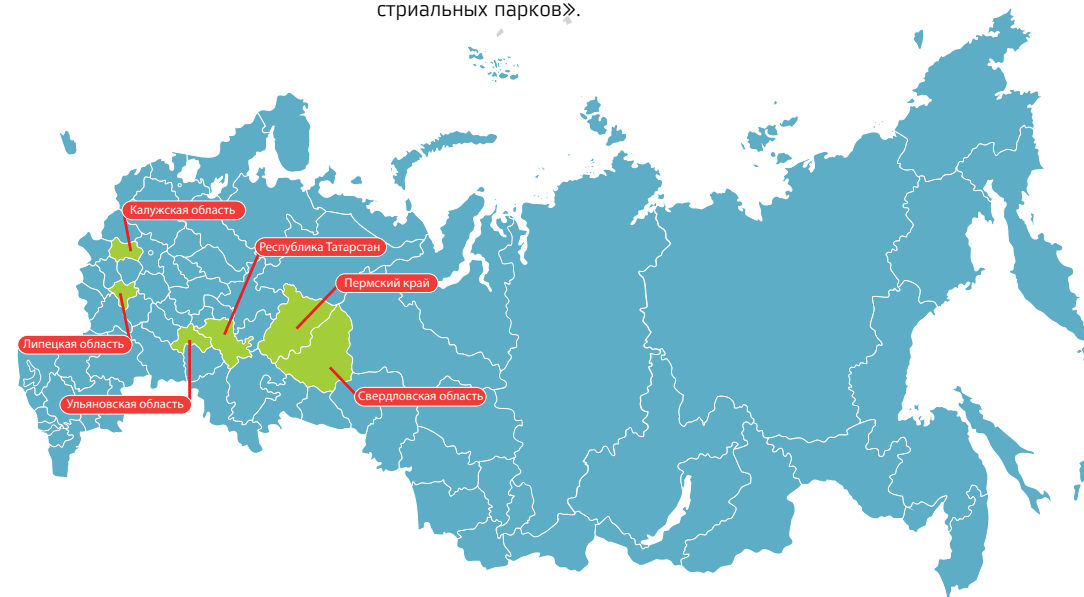 стриальных парков».
Калужская область
Республика Татарстан
Пермский край
Липецкая область
Свердловская область
Ульяновская область